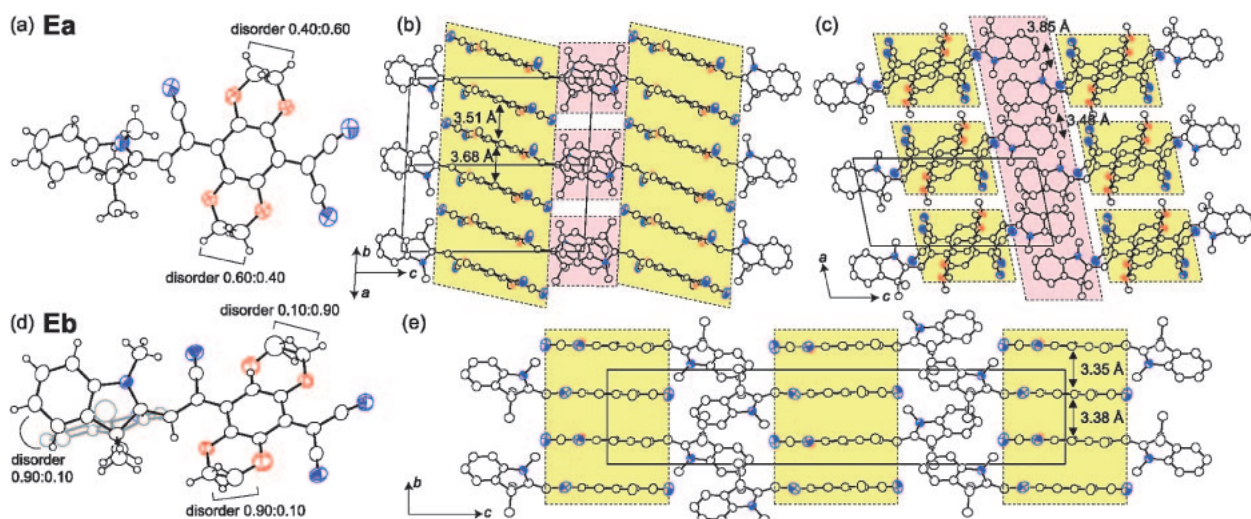 (a) Ea
disorder 0.40:0.60
disorder 0.60:0.40
(b)
3.51 Å
3.68 Å
b
c
a
(c)
3.85 Å
3.48 Å
a
c
(d) Eb
disorder 0.10:0.90
disorder
0.90:0.10
disorder 0.90:0.10
(e)
3.35 Å
3.38 Å
b
c